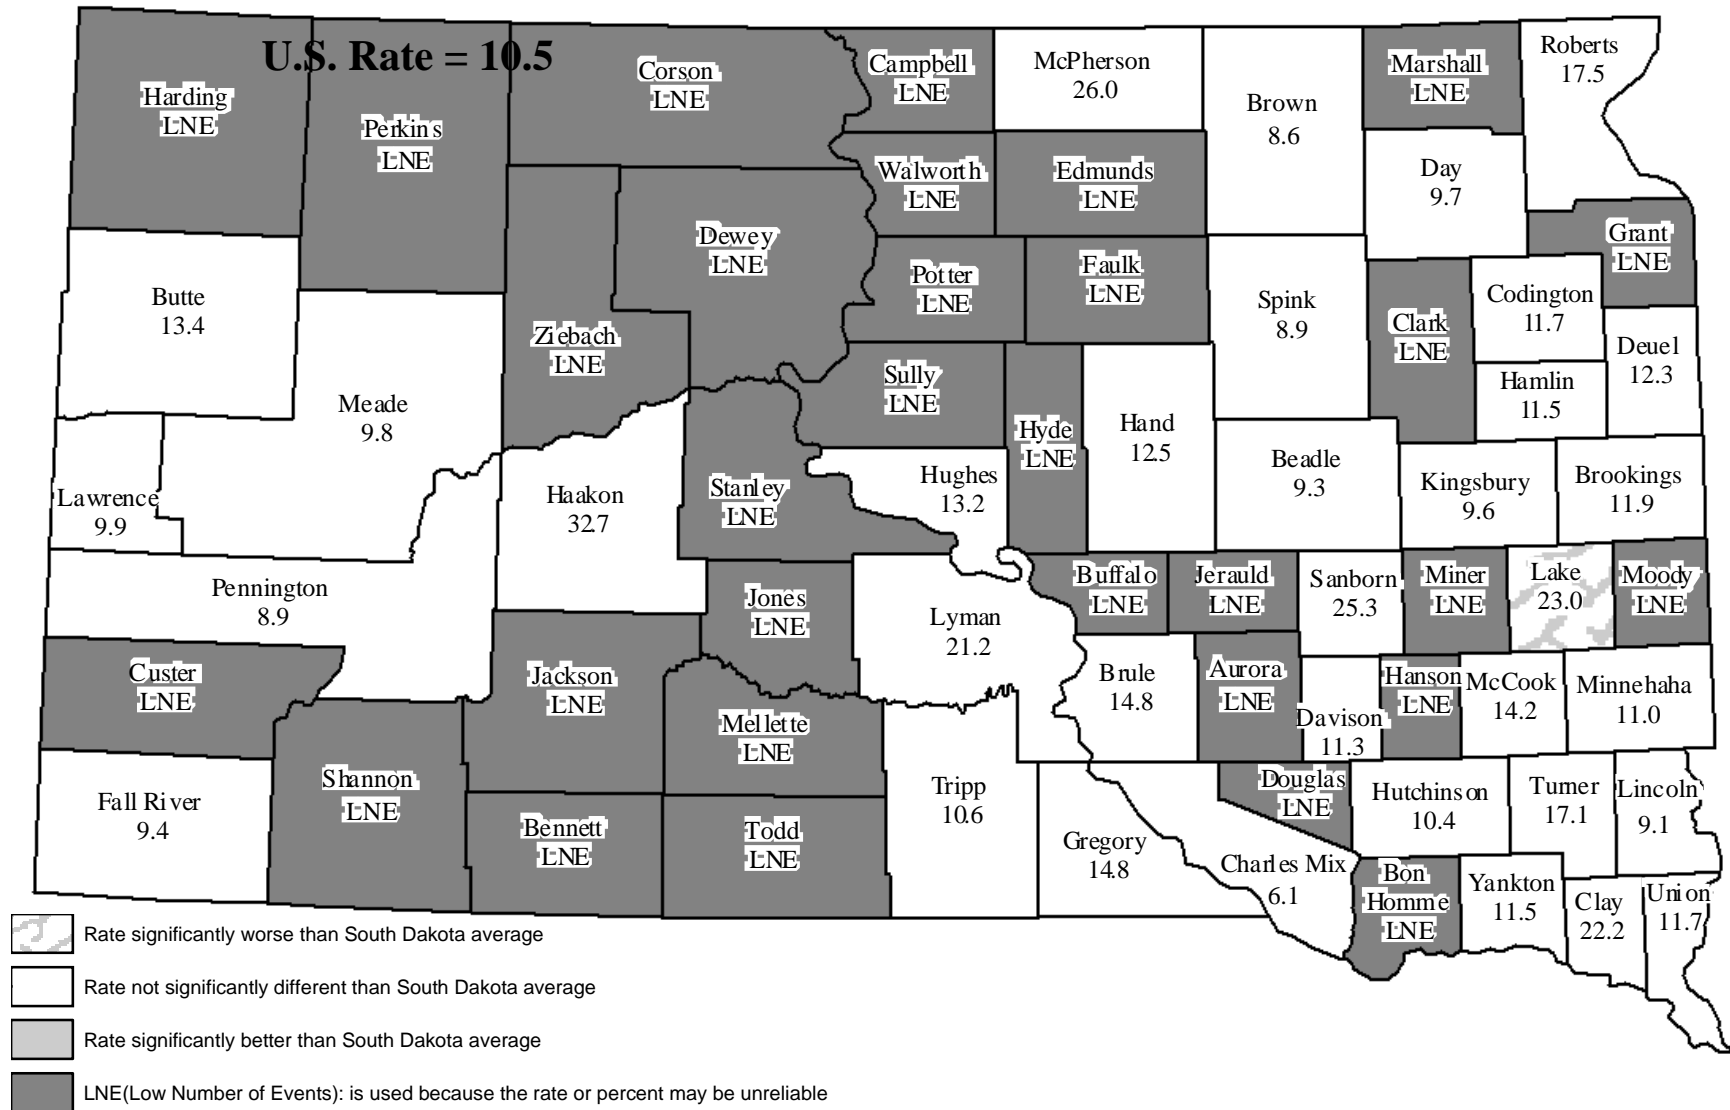 U.S. Rate = 10.5
Harding
LNE
Perkins
LNE
Corson
LNE
Campbell
LNE
McPherson
26.0
Brown
8.6
Marshall
LNE
Roberts
17.5
Walworth
LNE
Edmunds
LNE
Day
9.7
Dewey
LNE
Grant
LNE
Butte
13.4
Ziebach
LNE
Potter
LNE
Faulk
LNE
Spink
8.9
Clark
LNE
Codington
11.7
Deuel
12.3
Meade
9.8
Sully
LNE
Hyde
LNE
Hand
12.5
Hamlin
11.5
Lawrence
9.9
Haakon
32.7
Stanley
LNE
Hughes
13.2
Beadle
9.3
Kingsbury
9.6
Brookings
11.9
Pennington
8.9
Jones
LNE
Lyman
21.2
Buffalo
LNE
Jerauld
LNE
Sanborn
25.3
Miner
LNE
Lake
23.0
Moody
LNE
Custer
LNE
Jackson
LNE
Mellette
LNE
Brule
14.8
Aurora
LNE
Davison
11.3
Hanson
LNE
McCook
14.2
Minnehaha
11.0
Fall River
9.4
Shannon
LNE
Bennett
LNE
Todd
LNE
Tripp
10.6
Gregory
14.8
Charles Mix
6.1
Douglas
LNE
Hutchinson
10.4
Turner
17.1
Lincoln
9.1
Bon
Homme
LNE
Yankton
11.5
Clay
22.2
Union
11.7
Rate significantly worse than South Dakota average
Rate not significantly different than South Dakota average
Rate significantly better than South Dakota average
LNE(Low Number of Events): is used because the rate or percent may be unreliable